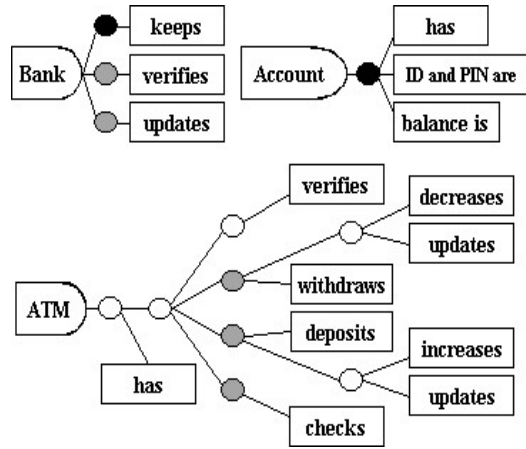 keeps
Bank
verifies
updates
has
Account
ID and PIN are
balance is
verifies
decreases
updates
withdraws
ATM
deposits
increases
has
updates
checks